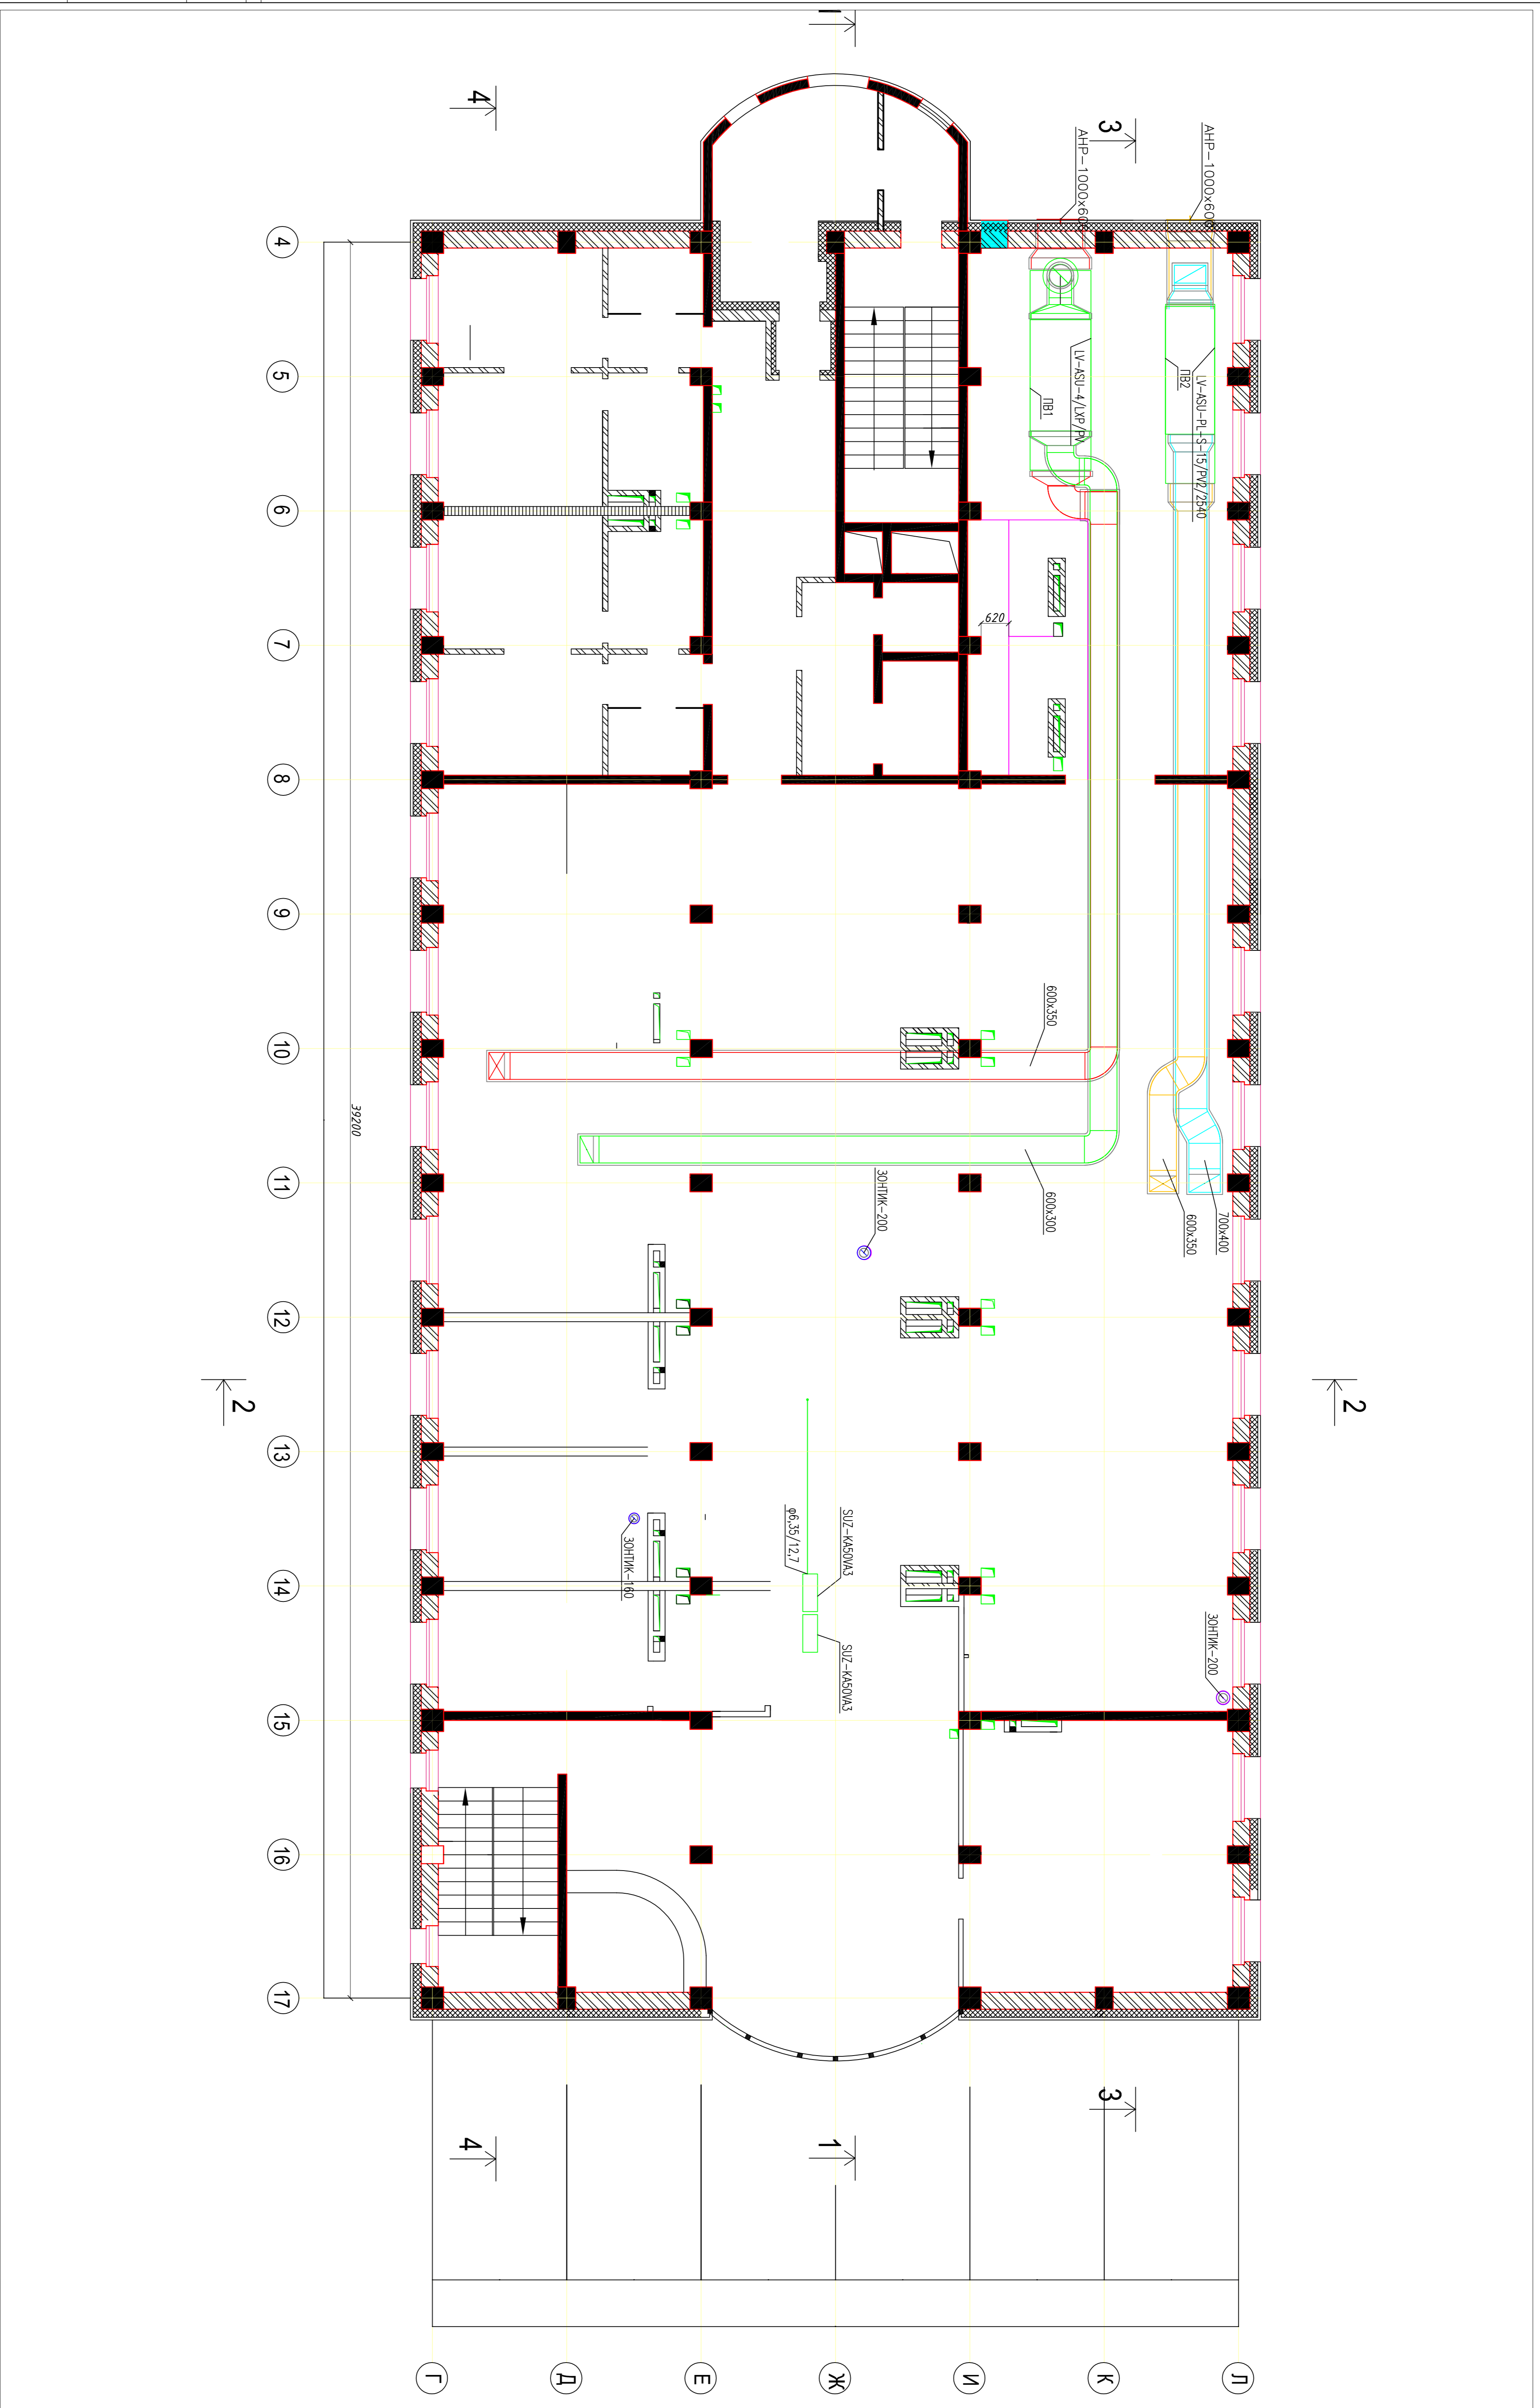 1
4
3
АНР-1000х600
АНР-1000х600
LV-ASU-4/LXP/PV
ПВ1
ПВ2
LV-ASU-PL-S-15/PV2/2540
620
600х350
600х300
600х350
700х400
39200
ЗОНТИК-200
2
2
ф6,35/12,7
SUZ-KA50VA3
SUZ-KA50VA3
ЗОНТИК-160
ЗОНТИК-200
4
5
6
7
8
9
10
11
12
13
14
15
16
17
4
1
3
Г
Д
Е
Ж
И
К
Л